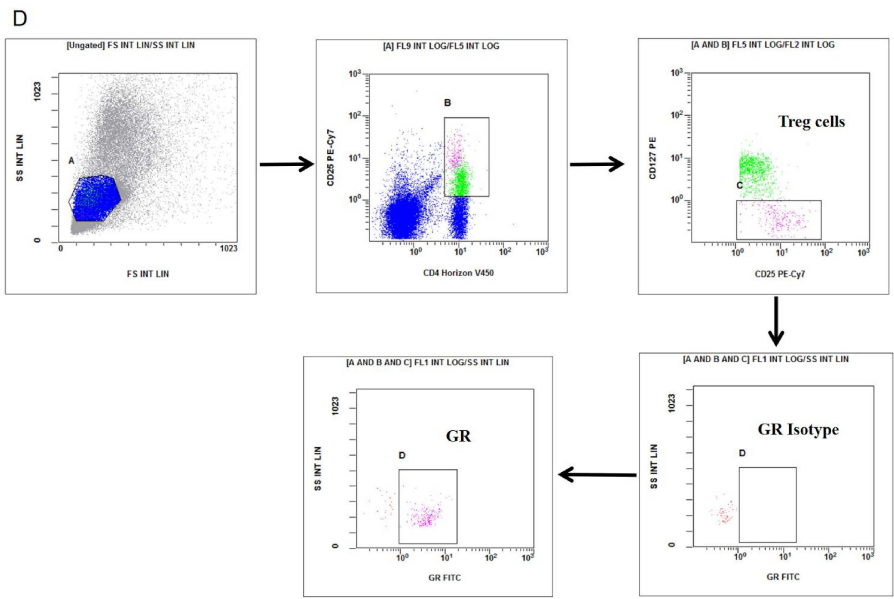 D
[Ungated] FS INT LIN/SS INT LIN
1023
SS INT LIN
A
0
0
1023
FS INT LIN
[A] FL9 INT LOG/FL5 INT LOG
10³
10²
10¹
10⁰
CD25 PE-Cy7
B
10⁰ 10¹ 10² 10³
CD4 Horizon V450
[A AND B] FL5 INT LOG/FL2 INT LOG
10³
10²
10¹
10⁰
CD127 PE
Treg cells
C
10⁰ 10¹ 10² 10³
CD25 PE-Cy7
[A AND B AND C] FL1 INT LOG/SS INT LIN
1023
SS INT LIN
0
GR
D
10⁰ 10¹ 10² 10³
GR FITC
[A AND B AND C] FL1 INT LOG/SS INT LIN
1023
SS INT LIN
0
GR Isotype
D
10⁰ 10¹ 10² 10³
GR FITC